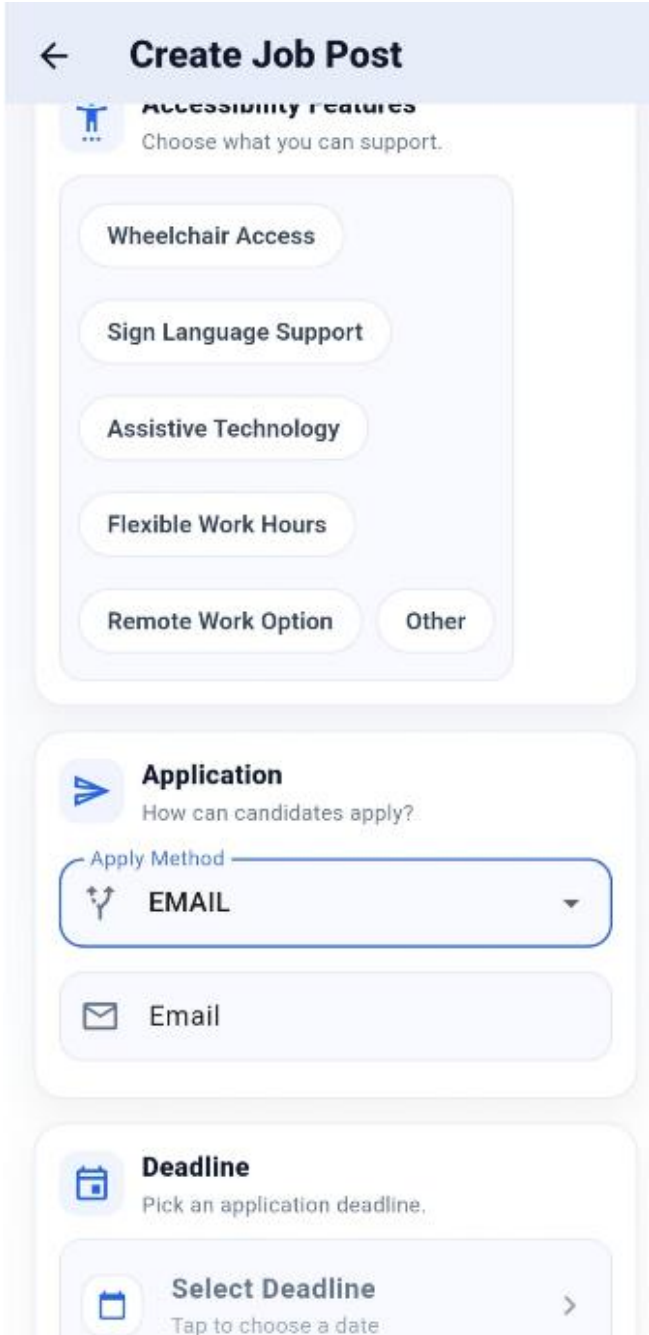 Create Job Post
Accessibility Features
Choose what you can support.
Wheelchair Access
Sign Language Support
Assistive Technology
Flexible Work Hours
Remote Work Option Other
Application
How can candidates apply?
Apply Method
EMAIL
Email
Deadline
Pick an application deadline.
Select Deadline
Tap to choose a date